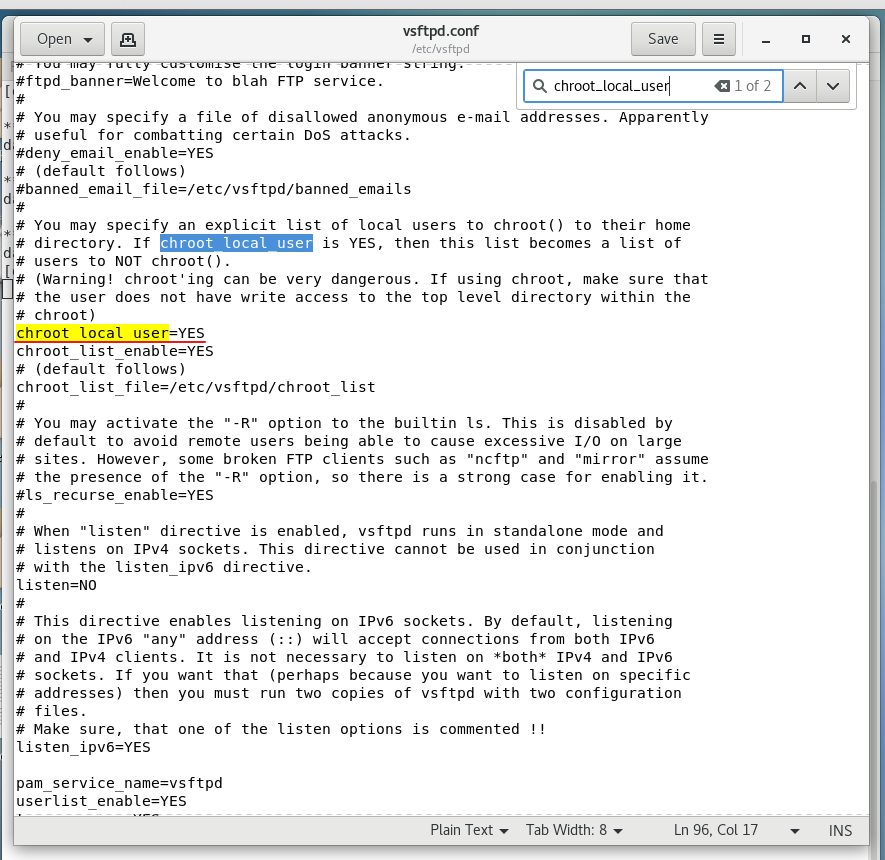 Open
vsftpd.conf
/etc/vsftpd
Save
chroot_local_user
1 of 2
# You may fully customise the login banner string:
#ftpd_banner=Welcome to blah FTP service.
#
# You may specify a file of disallowed anonymous e-mail addresses. Apparently
# useful for combatting certain DoS attacks.
#deny_email_enable=YES
# (default follows)
#banned_email_file=/etc/vsftpd/banned_emails
#
# You may specify an explicit list of local users to chroot() to their home
# directory. If chroot_local_user is YES, then this list becomes a list of
# users to NOT chroot().
# (Warning! chroot'ing can be very dangerous. If using chroot, make sure that
# the user does not have write access to the top level directory within the
# chroot)
chroot_local_user=YES
chroot_list_enable=YES
# (default follows)
chroot_list_file=/etc/vsftpd/chroot_list
#
# You may activate the "-R" option to the builtin ls. This is disabled by
# default to avoid remote users being able to cause excessive I/O on large
# sites. However, some broken FTP clients such as "ncftp" and "mirror" assume
# the presence of the "-R" option, so there is a strong case for enabling it.
#ls_recurse_enable=YES
#
# When "listen" directive is enabled, vsftpd runs in standalone mode and
# listens on IPv4 sockets. This directive cannot be used in conjunction
# with the listen_ipv6 directive.
listen=NO
#
# This directive enables listening on IPv6 sockets. By default, listening
# on the IPv6 "any" address (::) will accept connections from both IPv6
# and IPv4 clients. It is not necessary to listen on *both* IPv4 and IPv6
# sockets. If you want that (perhaps because you want to listen on specific
# addresses) then you must run two copies of vsftpd with two configuration
# files.
# Make sure, that one of the listen options is commented !!
listen_ipv6=YES
pam_service_name=vsftpd
userlist_enable=YES
Plain Text
Tab Width: 8
Ln 96, Col 17
INS